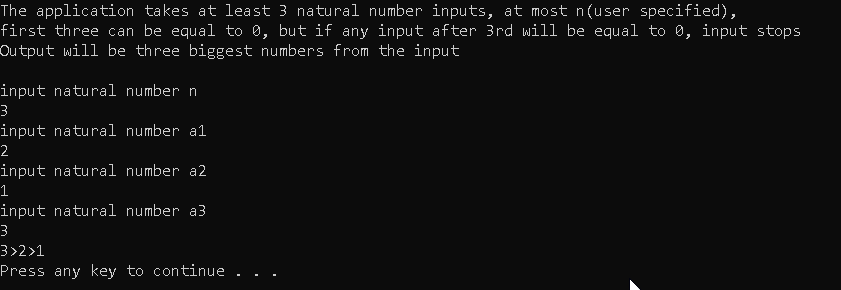 The application takes at least 3 natural number inputs, at most n(user specified),
first three can be equal to 0, but if any input after 3rd will be equal to 0, input stops
Output will be three biggest numbers from the input
input natural number n
3
input natural number a1
2
input natural number a2
1
input natural number a3
3
3>2>1
Press any key to continue . . .